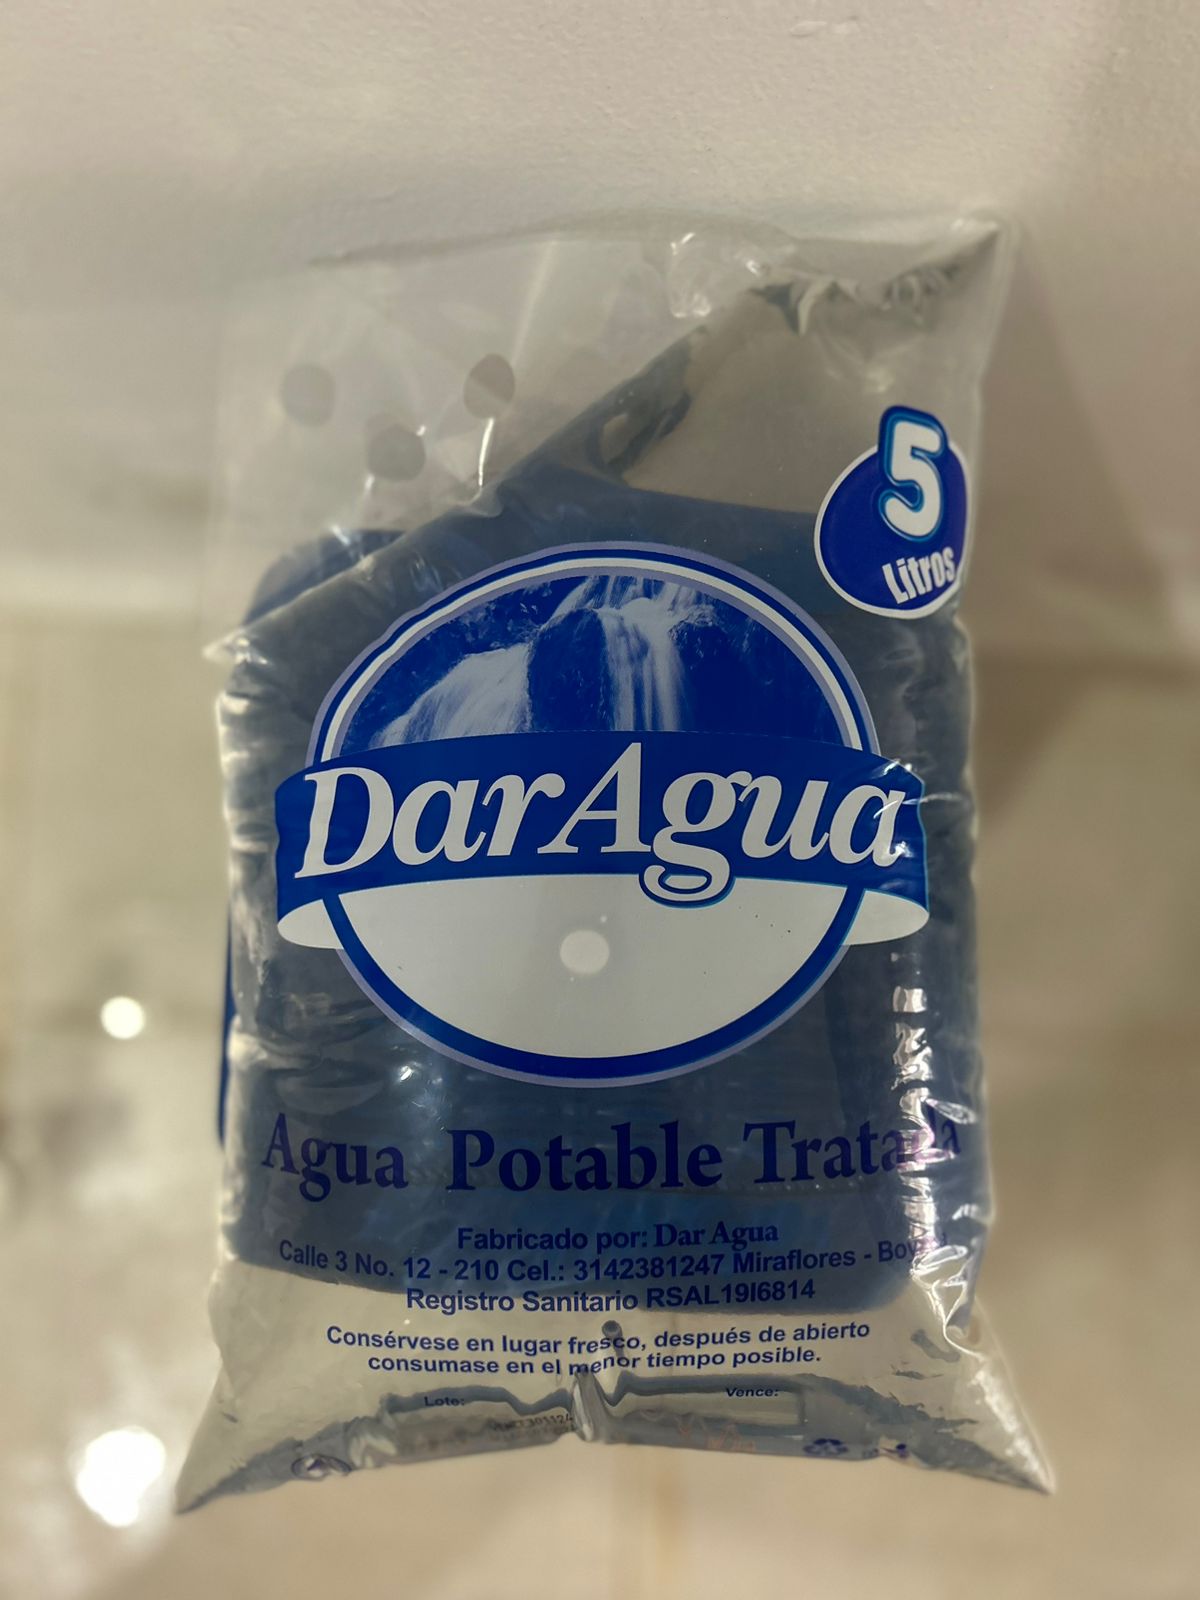 5
Litros
DarAgua
Agua Potable Tratada
Fabricado por: Dar Agua
Calle 3 No. 12 - 210 Cel.: 3142381247 Miraflores - Boyacá
Registro Sanitario RSAL19I6814
Consérvese en lugar fresco, después de abierto
consumase en el menor tiempo posible.
Lote:
Vence: